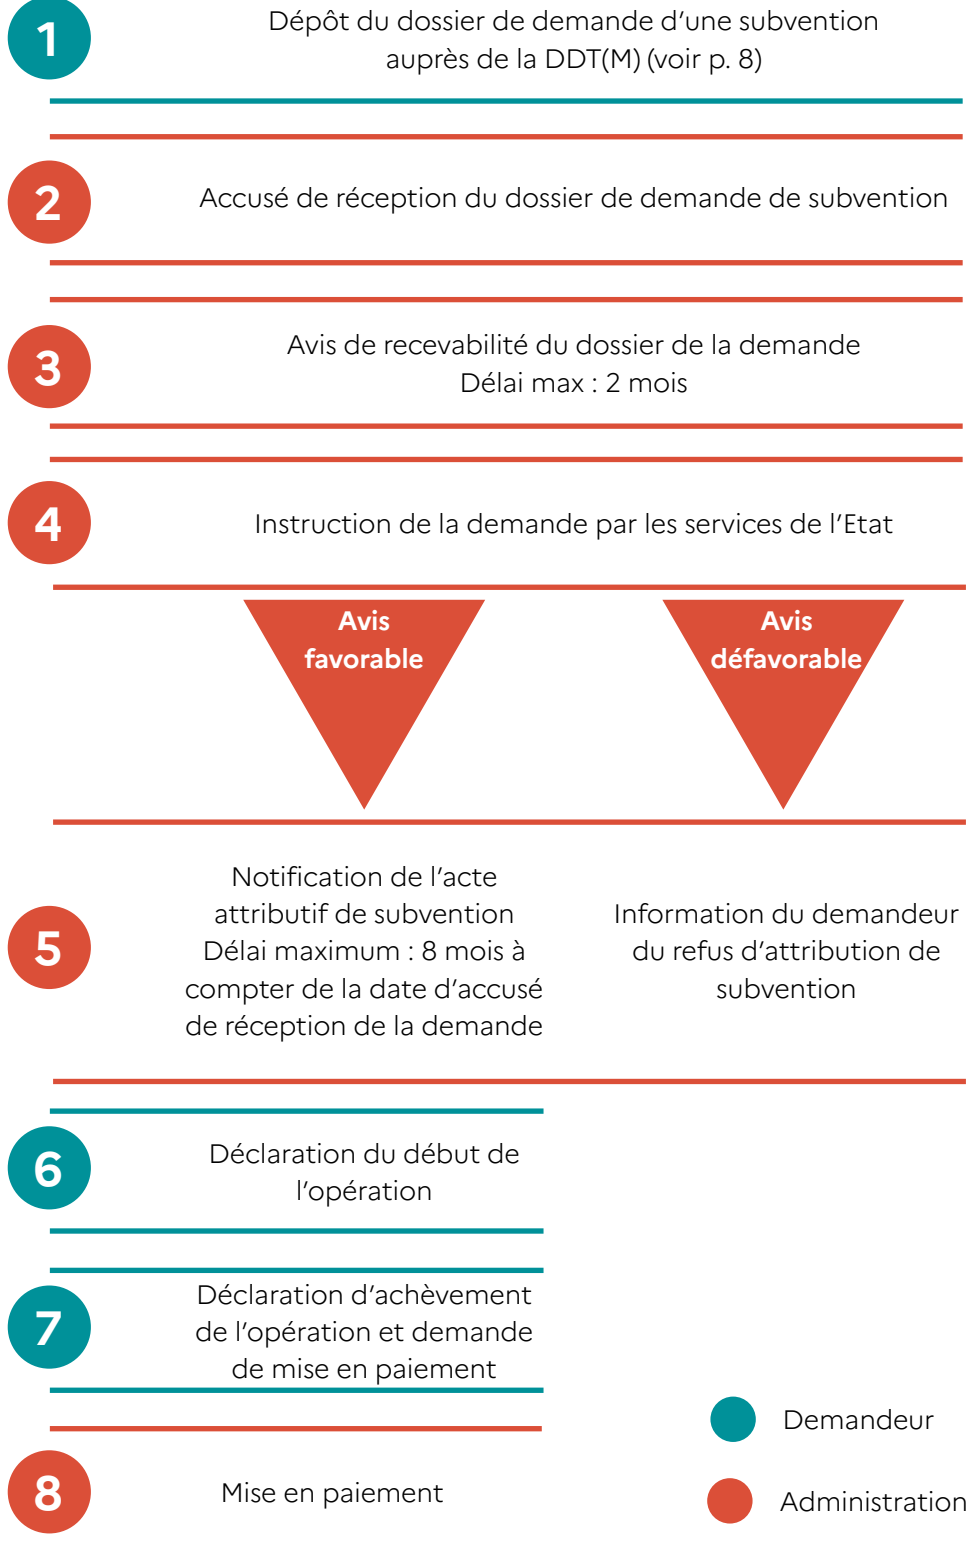 1
Dépôt du dossier de demande d’une subvention
auprès de la DDT(M) (voir p. 8)
2
Accusé de réception du dossier de demande de subvention
3
Avis de recevabilité du dossier de la demande
Délai max : 2 mois
4
Instruction de la demande par les services de l’Etat
Avis
favorable
Avis
défavorable
5
Notification de l’acte
attributif de subvention
Délai maximum : 8 mois à
compter de la date d’accusé
de réception de la demande
Information du demandeur
du refus d’attribution de
subvention
6
Déclaration du début de
l’opération
7
Déclaration d’achèvement
de l’opération et demande
de mise en paiement
8
Mise en paiement
Demandeur
Administration